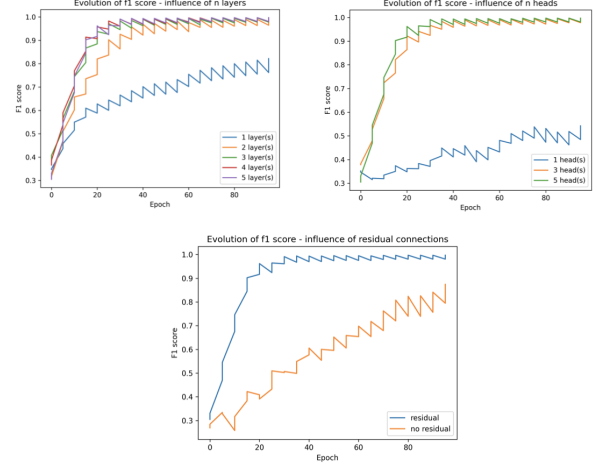 Evolution of f1 score - influence of n layers
1.0
0.9
0.8
0.7
0.6
0.5
0.4
0.3
F1 score
0
20
40
60
80
Epoch
1 layer(s)
2 layer(s)
3 layer(s)
4 layer(s)
5 layer(s)
Evolution of f1 score - influence of n heads
1.0
0.9
0.8
0.7
0.6
0.5
0.4
0.3
F1 score
0
20
40
60
80
Epoch
1 head(s)
3 head(s)
5 head(s)
Evolution of f1 score - influence of residual connections
1.0
0.9
0.8
0.7
0.6
0.5
0.4
0.3
F1 score
0
20
40
60
80
Epoch
residual
no residual